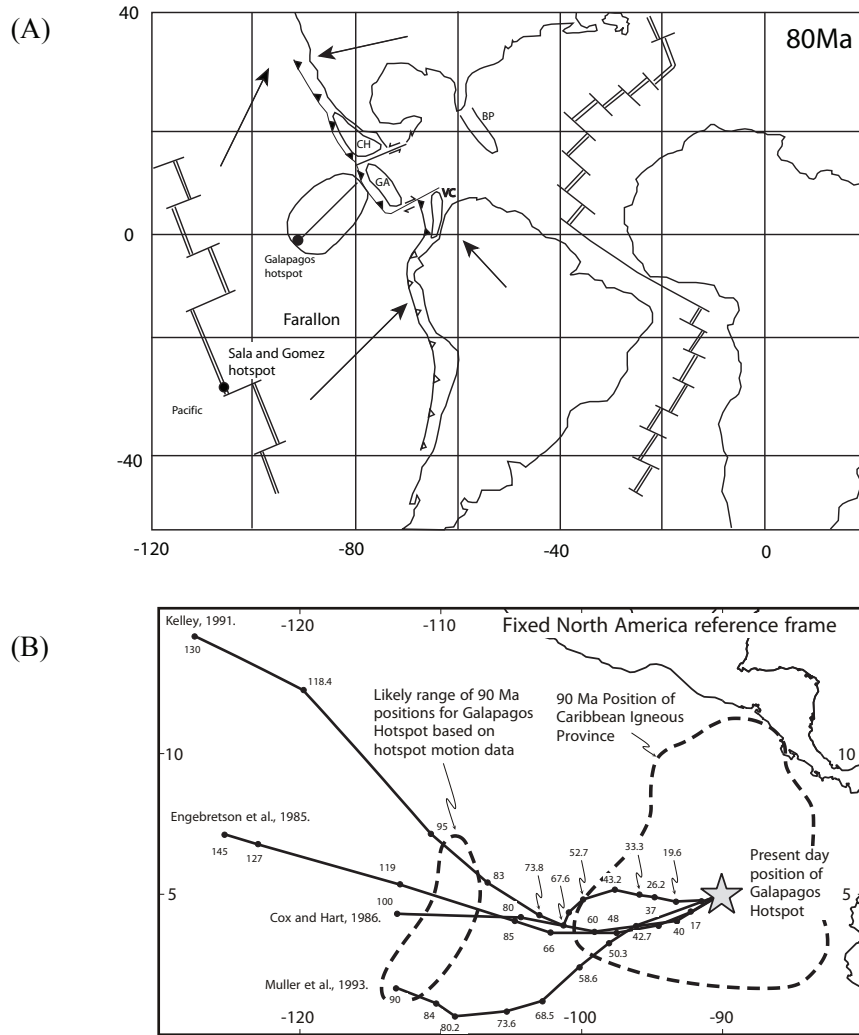 (A)
40
80Ma
BP
CH
GA
VC
0
Galapagos
hotspot
Farallon
Sala and Gomez
hotspot
Pacific
-40
-120
-80
-40
0
(B)
-120
-110
-100
-90
Kelley, 1991.
Fixed North America reference frame
130
118.4
Likely range of 90 Ma
positions for Galapagos
Hotspot based on
hotspot motion data
90 Ma Position of
Caribbean Igneous
Province
10
10
Engebretson et al., 1985.
95
145
127
119
83
73.8
67.6
52.7
43.2
33.3
26.2
19.6
Present day
position of
Galapagos
Hotspot
5
5
100
80
Cox and Hart, 1986.
85
66
60
48
37
42.7
40
17
50.3
58.6
Muller et al., 1993.
90
84
80.2
73.6
68.5
-120
-110
-100
-90